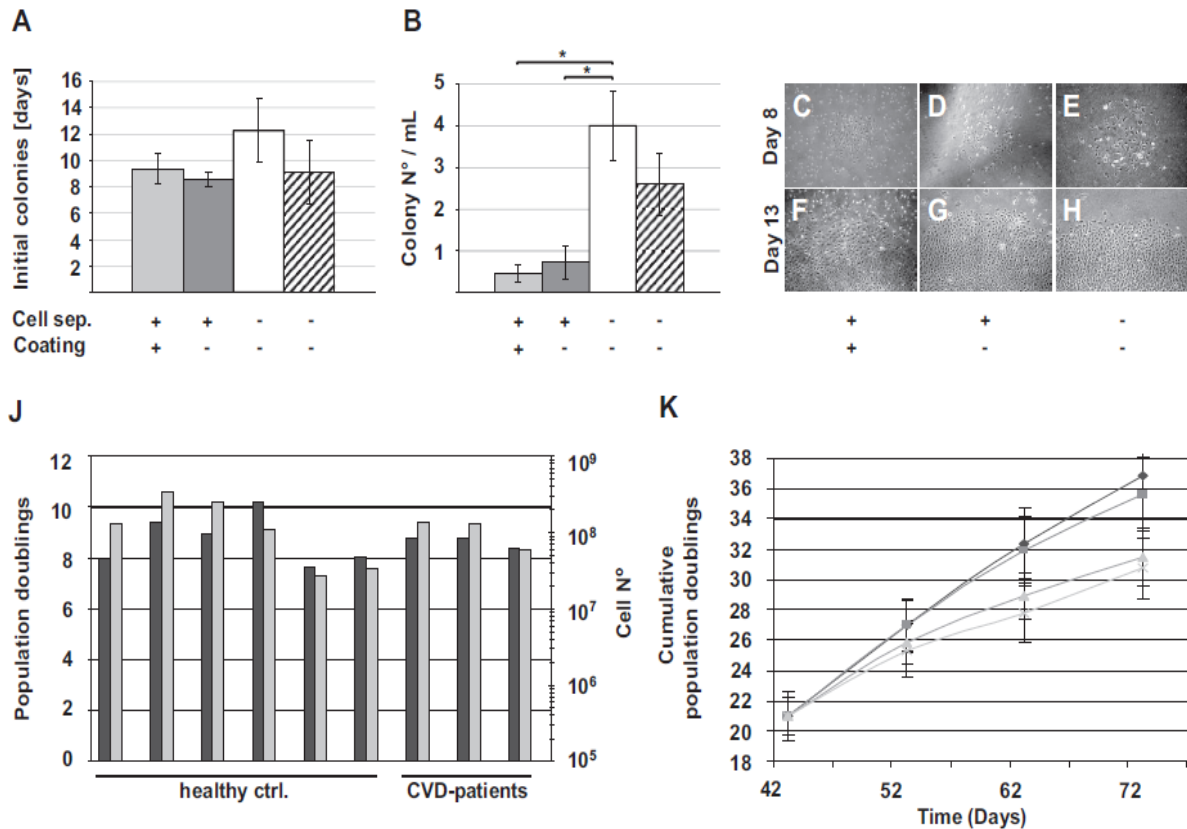 A
Initial colonies [days]
16
14
12
10
8
6
4
2
Cell sep. + + - -
Coating + - - -
B
* 
*
Colony N° / mL
5
4
3
2
1
+ + - -
+ - - -
C D E
Day 8
F G H
Day 13
+ + -
+ - -
J
Population doublings
12
10
8
6
4
2
0
10⁹
10⁸
10⁷
10⁶
10⁵
Cell Nº
healthy ctrl. CVD-patients
K
Cumulative
population doublings
38
36
34
32
30
28
26
24
22
20
18
42 52 62 72
Time (Days)